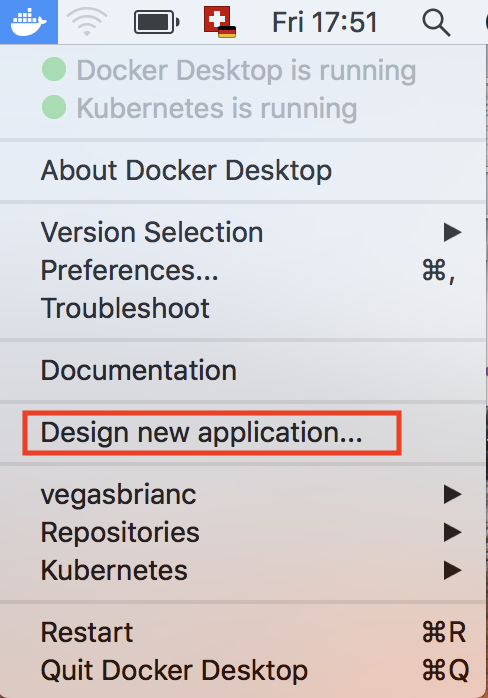 Fri 17:51
Docker Desktop is running
Kubernetes is running
About Docker Desktop
Version Selection
Preferences... ⌘,
Troubleshoot
Documentation
Design new application...
vegasbrianc
Repositories
Kubernetes
Restart ⌘R
Quit Docker Desktop ⌘Q